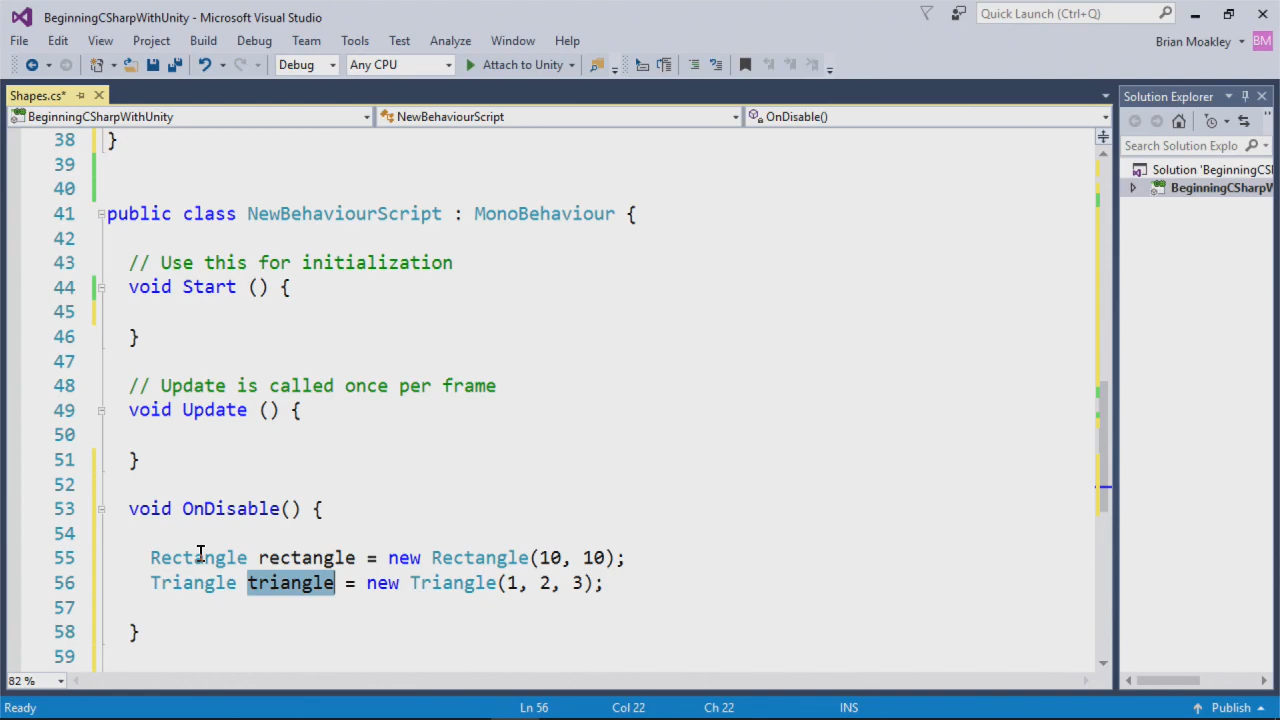 BeginningCSharpWithUnity - Microsoft Visual Studio
Quick Launch (Ctrl+Q)
File Edit View Project Build Debug Team Tools Test Analyze Window Help
Brian Moakley BM
Debug Any CPU Attach to Unity
Shapes.cs*
Solution Explorer
BeginningCSharpWithUnity NewBehaviourScript OnDisable()
Search Solution Explo
Solution 'BeginningCS
BeginningCSharpW
38 }
39
40
41 public class NewBehaviourScript : MonoBehaviour {
42
43 // Use this for initialization
44 void Start () {
45
46 }
47
48 // Update is called once per frame
49 void Update () {
50
51 }
52
53 void OnDisable() {
54
55 Rectangle rectangle = new Rectangle(10, 10);
56 Triangle triangle = new Triangle(1, 2, 3);
57
58 }
59
82 %
Ready Ln 56 Col 22 Ch 22 INS Publish